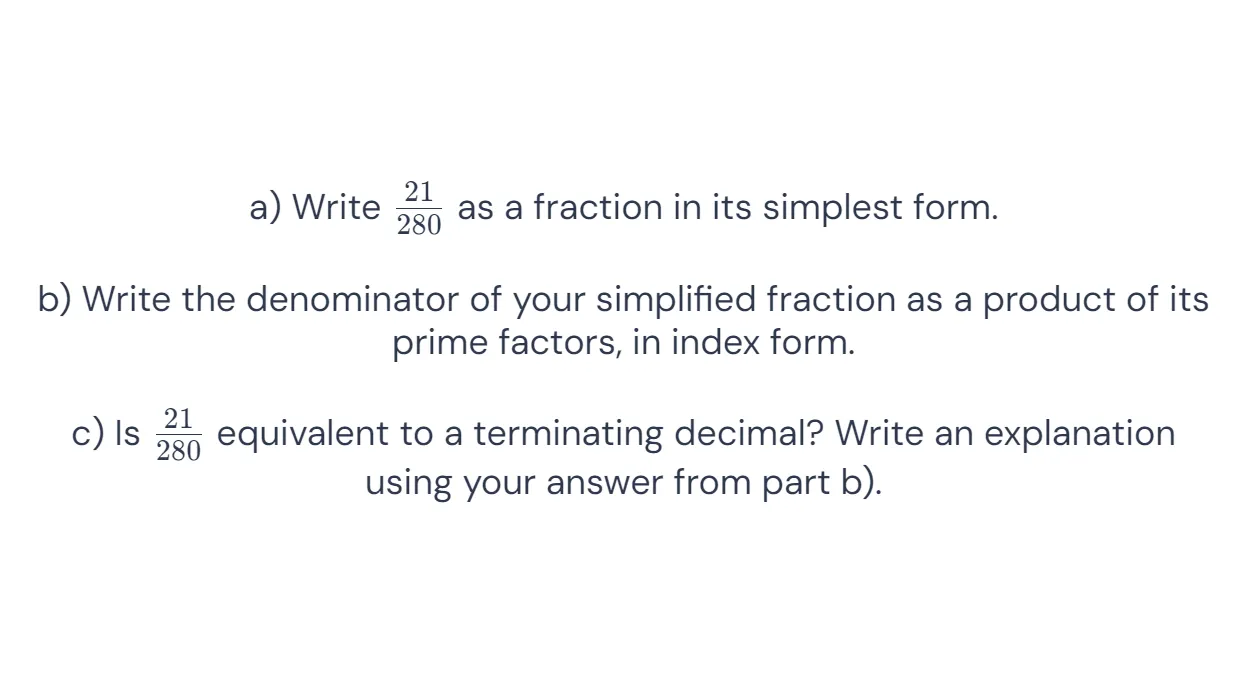 a) Write 21/280 as a fraction in its simplest form.
b) Write the denominator of your simplified fraction as a product of its
prime factors, in index form.
c) Is 21/280 equivalent to a terminating decimal? Write an explanation
using your answer from part b).